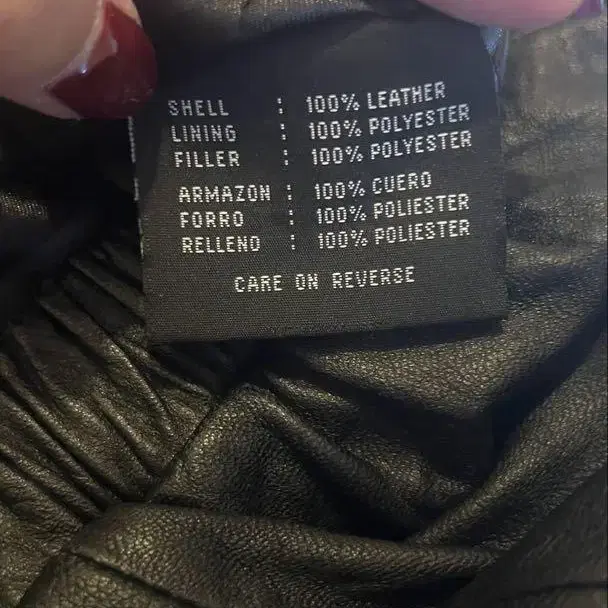 SHELL : 100% LEATHER
LINING : 100% POLYESTER
FILLER : 100% POLYESTER
ARMAZON : 100% CUERO
FORRO : 100% POLIESTER
RELLENO : 100% POLIESTER
CARE ON REVERSE